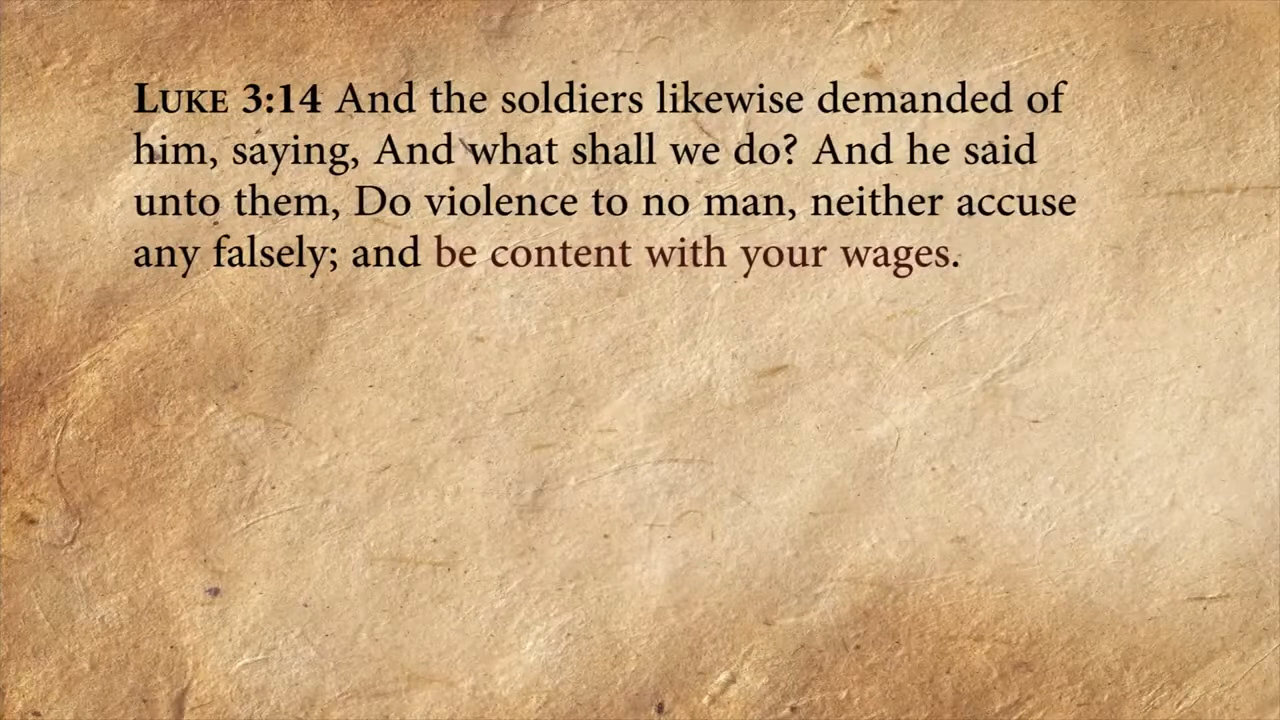 LUKE 3:14 And the soldiers likewise demanded of
him, saying, And what shall we do? And he said
unto them, Do violence to no man, neither accuse
any falsely; and be content with your wages.